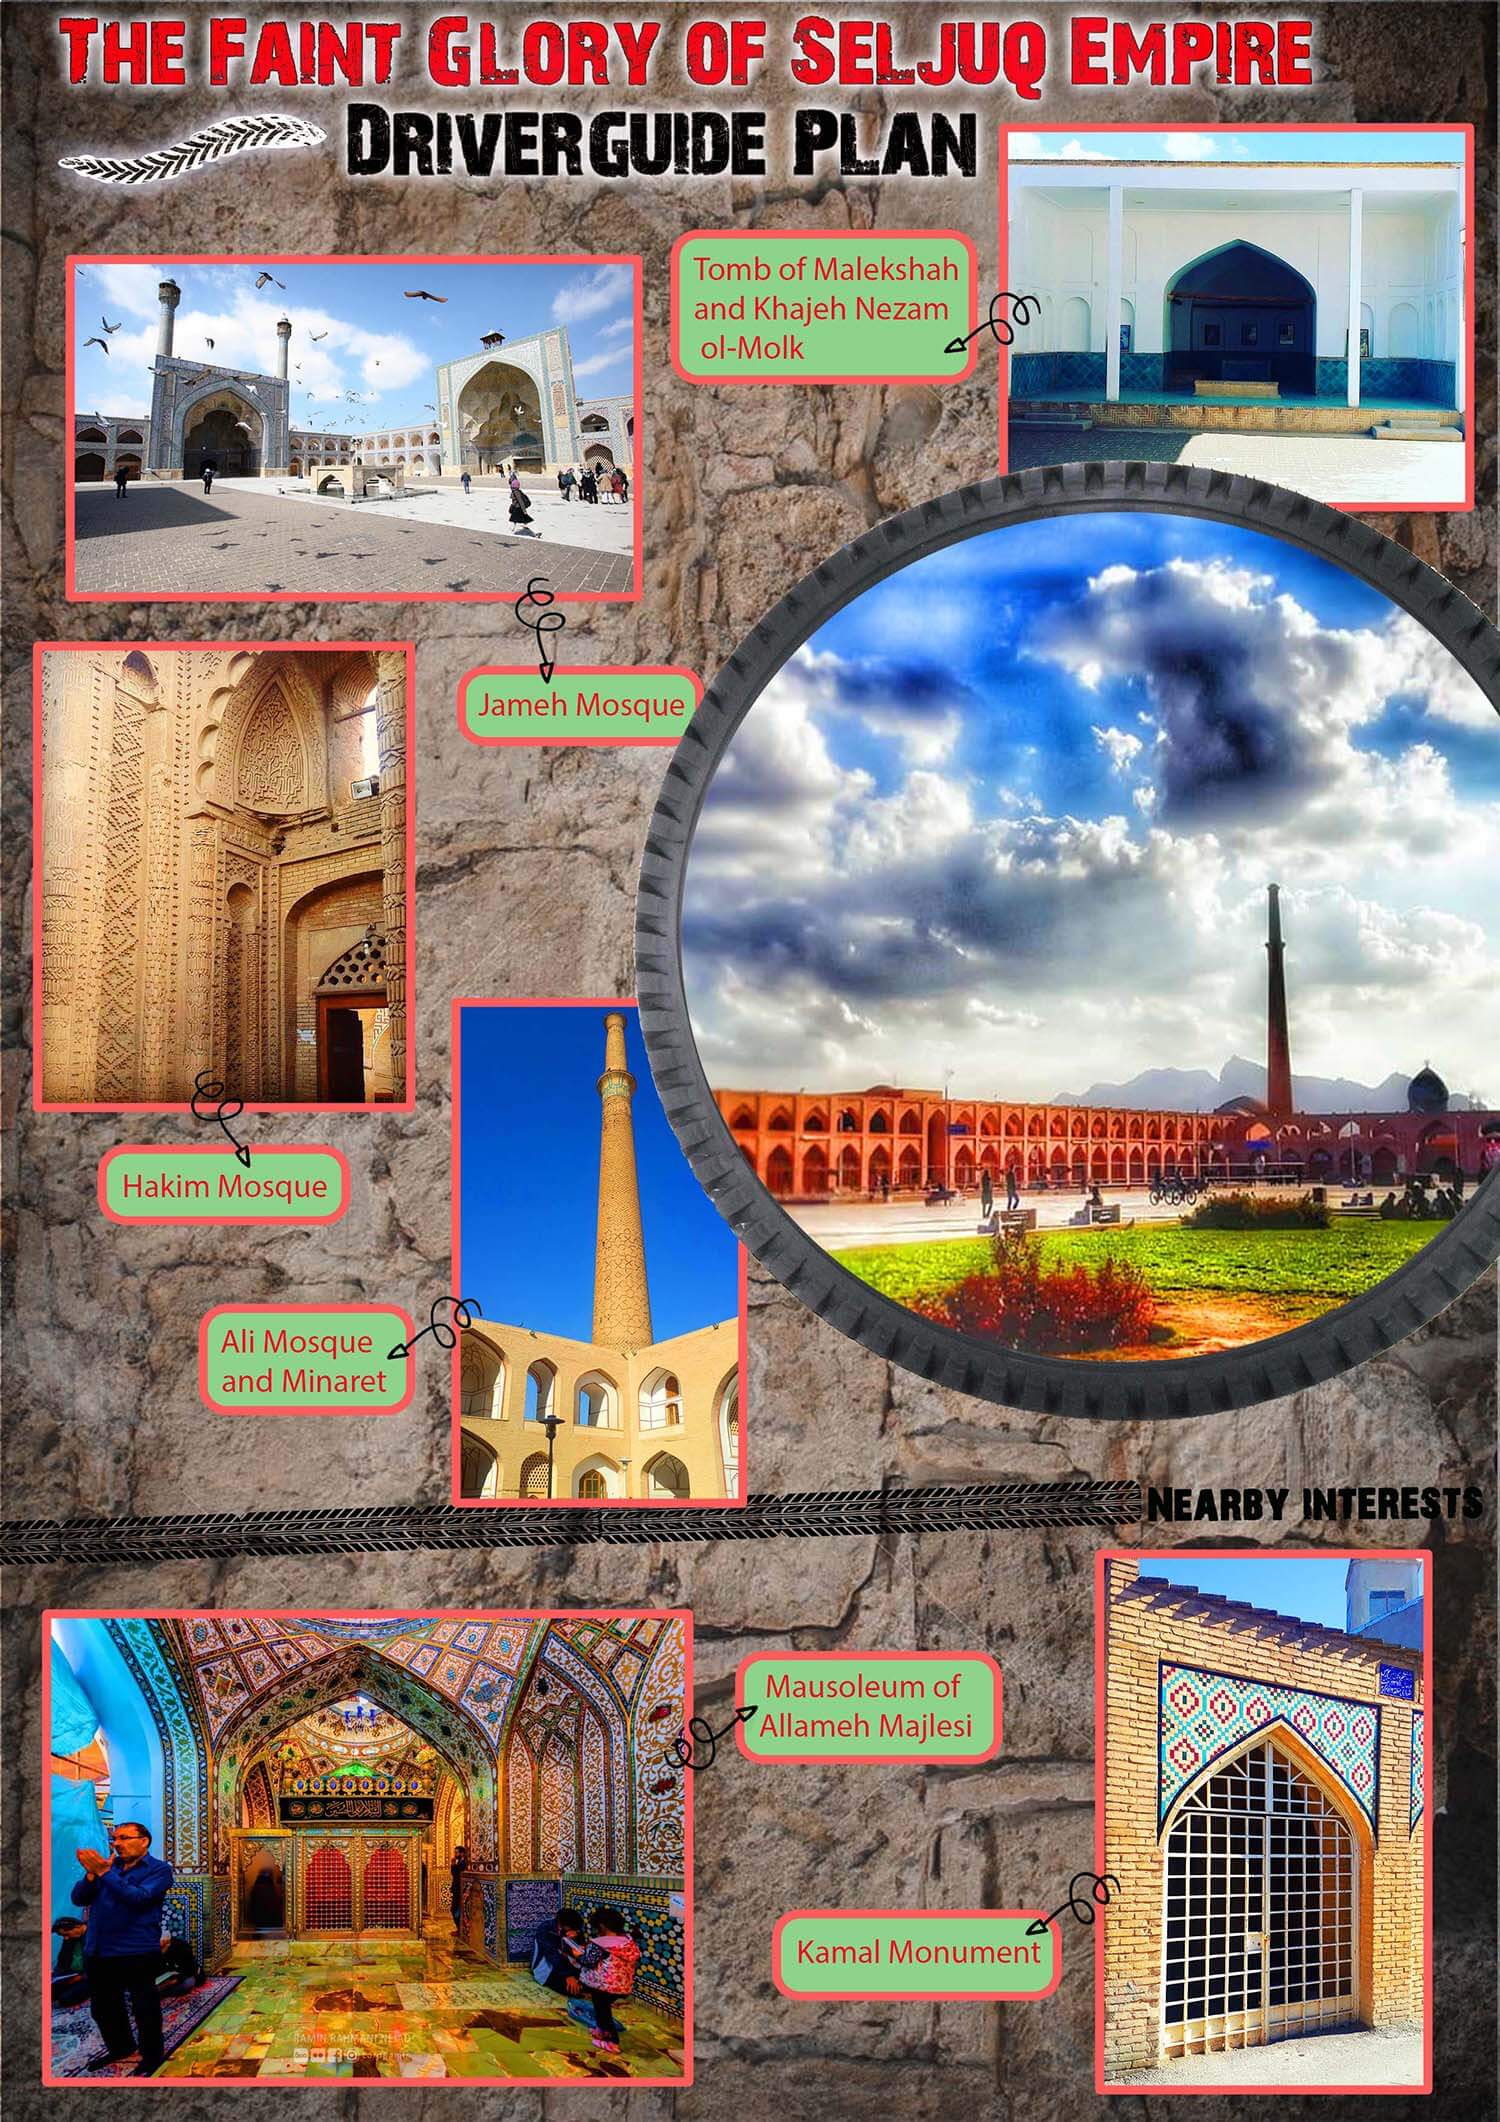 THE FAINT GLORY OF SELJUQ EMPIRE
DRIVERGUIDE PLAN
Tomb of Malekshah
and Khajeh Nezam
ol-Molk
Jameh Mosque
Hakim Mosque
Ali Mosque
and Minaret
NEARBY INTERESTS
Mausoleum of
Allameh Majlesi
Kamal Monument